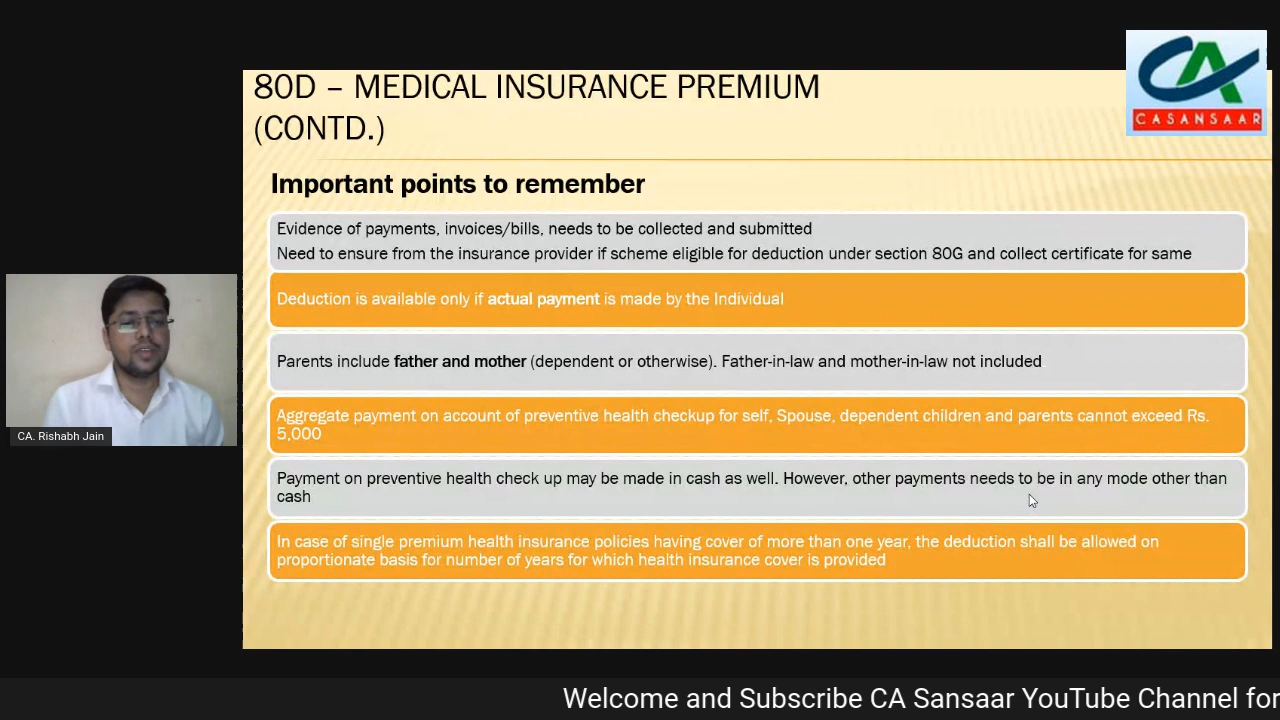 80D – MEDICAL INSURANCE PREMIUM
(CONTD.)
CASANSAAR
Important points to remember
Evidence of payments, invoices/bills, needs to be collected and submitted
Need to ensure from the insurance provider if scheme eligible for deduction under section 80G and collect certificate for same
Deduction is available only if actual payment is made by the Individual
Parents include father and mother (dependent or otherwise). Father-in-law and mother-in-law not included
Aggregate payment on account of preventive health checkup for self, Spouse, dependent children and parents cannot exceed Rs.
5,000
Payment on preventive health check up may be made in cash as well. However, other payments needs to be in any mode other than
cash
In case of single premium health insurance policies having cover of more than one year, the deduction shall be allowed on
proportionate basis for number of years for which health insurance cover is provided
CA. Rishabh Jain
Welcome and Subscribe CA Sansaar YouTube Channel for